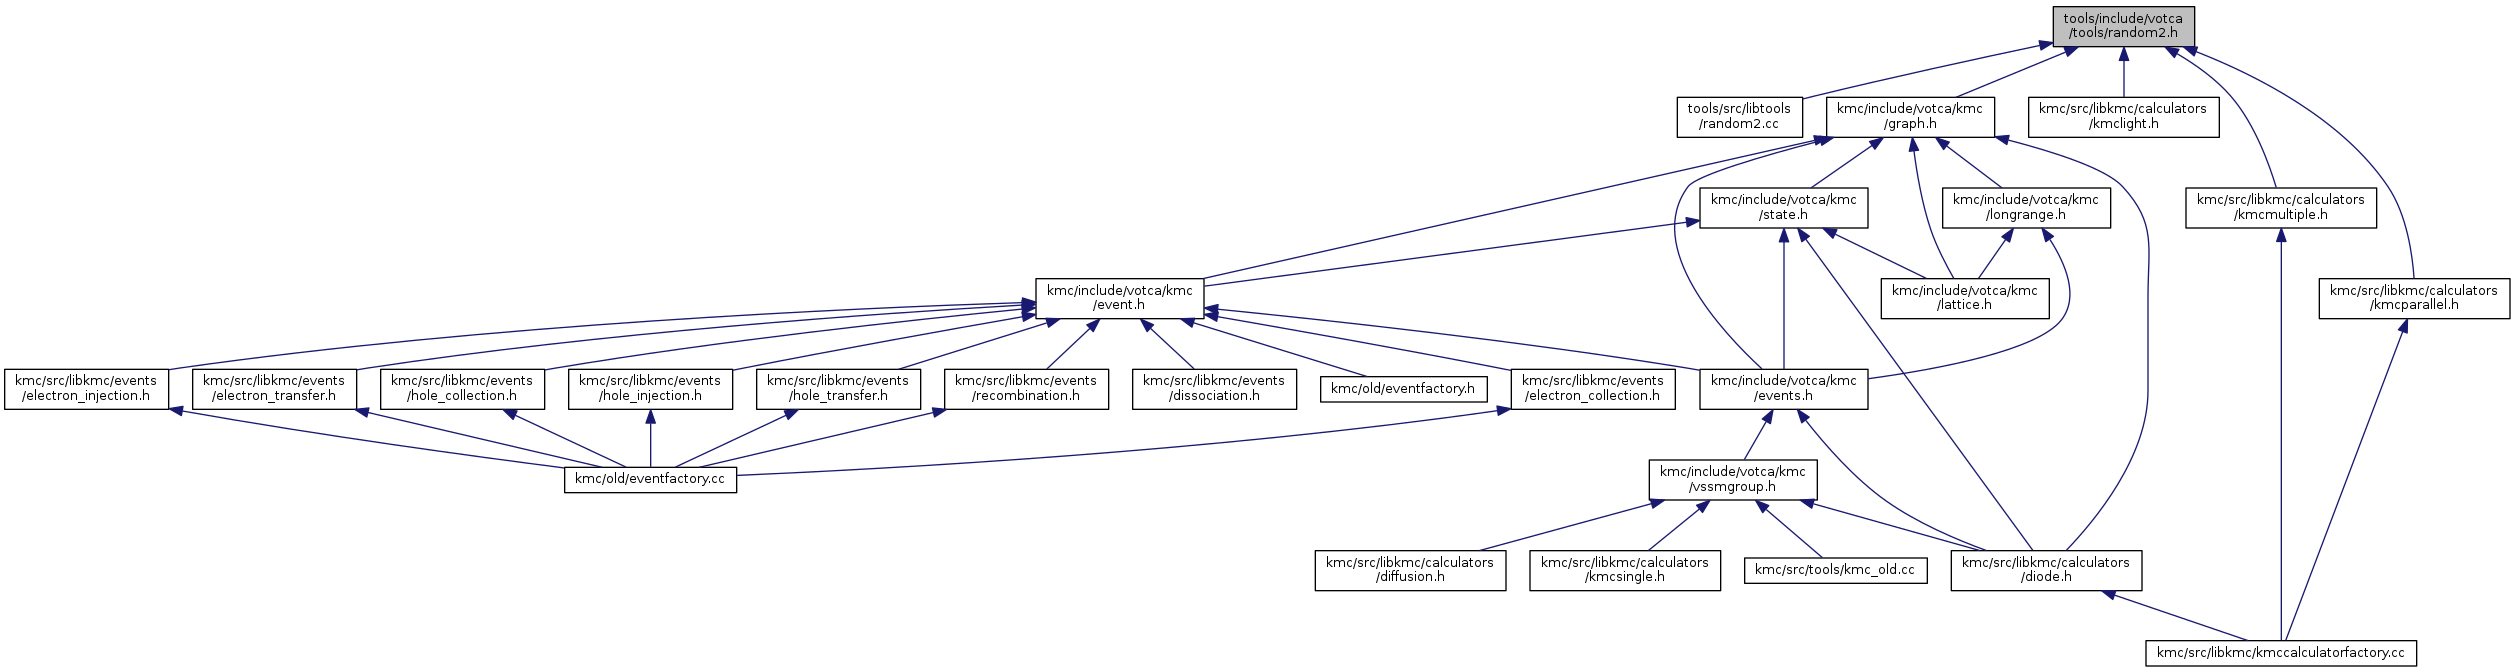 tools/include/votca
/tools/random2.h
tools/src/libtools
/random2.cc
kmc/include/votca/kmc
/graph.h
kmc/src/libkmc/calculators
/kmclight.h
kmc/include/votca/kmc
/state.h
kmc/include/votca/kmc
/longrange.h
kmc/src/libkmc/calculators
/kmcmultiple.h
kmc/include/votca/kmc
/event.h
kmc/include/votca/kmc
/lattice.h
kmc/src/libkmc/calculators
/kmcparallel.h
kmc/src/libkmc/events
/electron_injection.h
kmc/src/libkmc/events
/electron_transfer.h
kmc/src/libkmc/events
/hole_collection.h
kmc/src/libkmc/events
/hole_injection.h
kmc/src/libkmc/events
/hole_transfer.h
kmc/src/libkmc/events
/recombination.h
kmc/src/libkmc/events
/dissociation.h
kmc/old/eventfactory.h
kmc/src/libkmc/events
/electron_collection.h
kmc/include/votca/kmc
/events.h
kmc/old/eventfactory.cc
kmc/include/votca/kmc
/vssmgroup.h
kmc/src/libkmc/calculators
/diffusion.h
kmc/src/libkmc/calculators
/kmcsingle.h
kmc/src/tools/kmc_old.cc
kmc/src/libkmc/calculators
/diode.h
kmc/src/libkmc/kmccalculatorfactory.cc